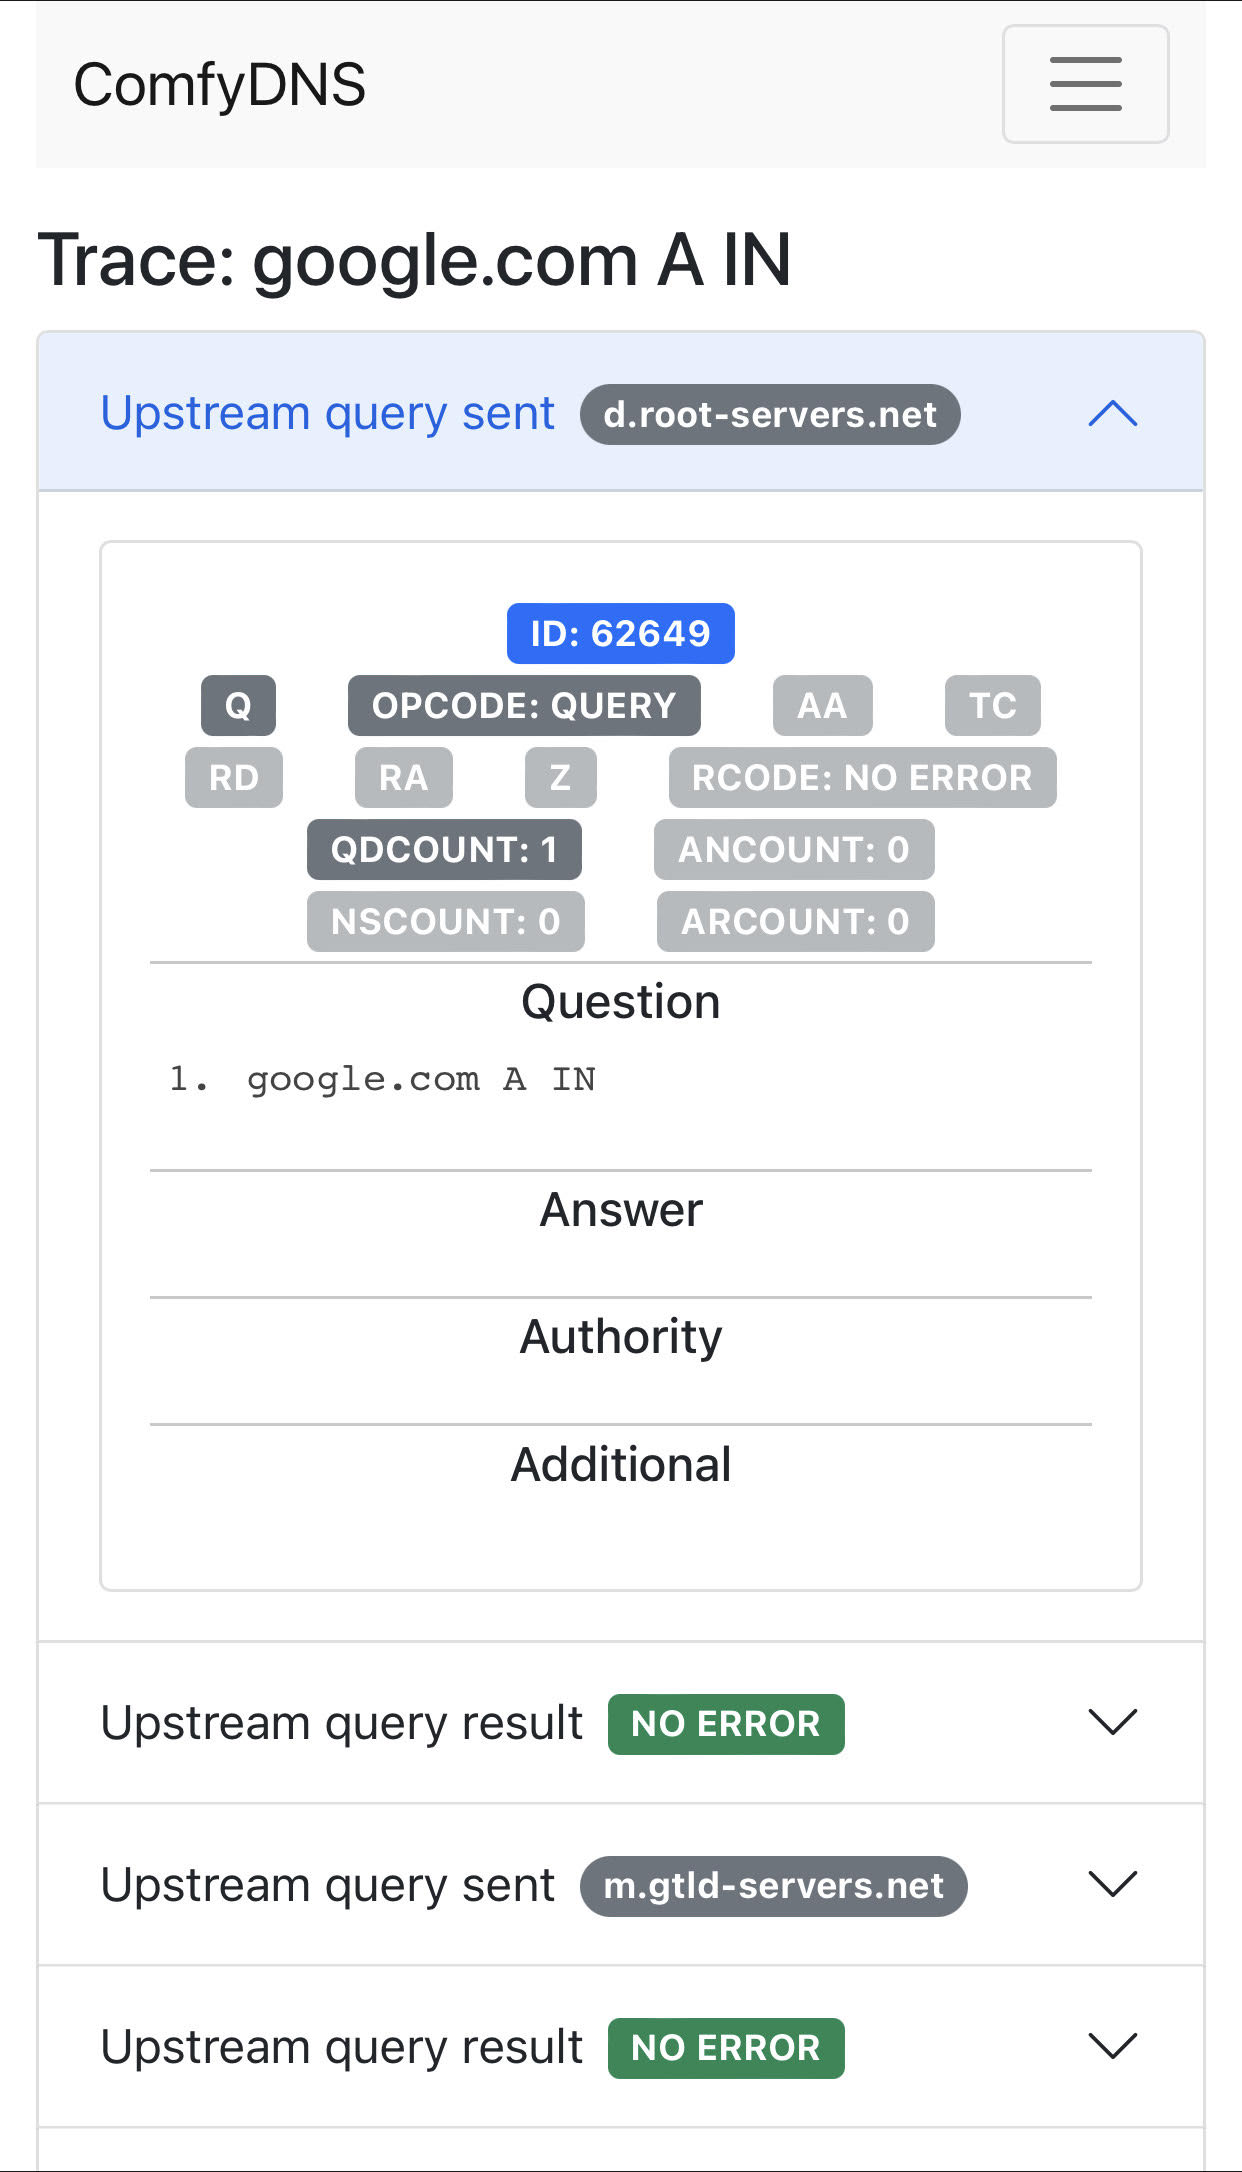 ComfyDNS
Trace: google.com A IN
Upstream query sent d.root-servers.net
ID: 62649
Q OPCODE: QUERY AA TC
RD RA Z RCODE: NO ERROR
QDCOUNT: 1 ANCOUNT: 0
NSCOUNT: 0 ARCOUNT: 0
Question
1. google.com A IN
Answer
Authority
Additional
Upstream query result NO ERROR
Upstream query sent m.gtld-servers.net
Upstream query result NO ERROR